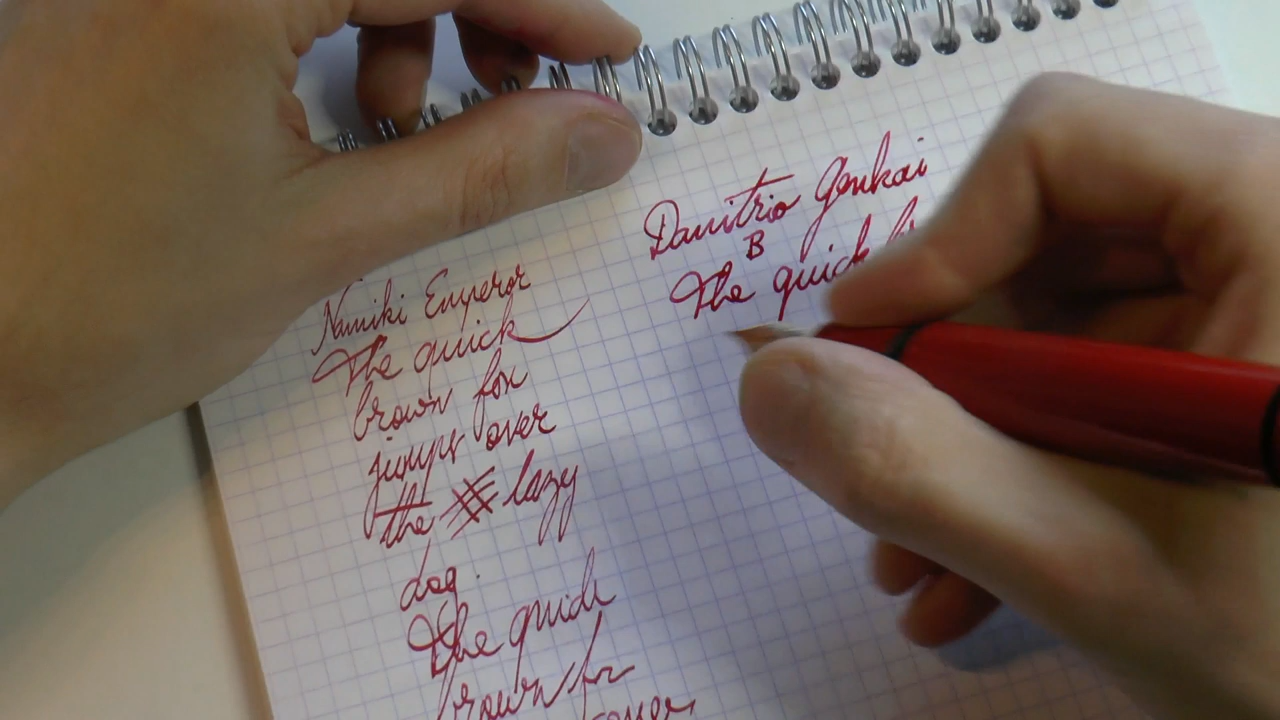 Namiki Emperor
The quick
brown fox
jumps over
the lazy
dog.
The quick
brown fox
Danitrio Genkai
B
The quick